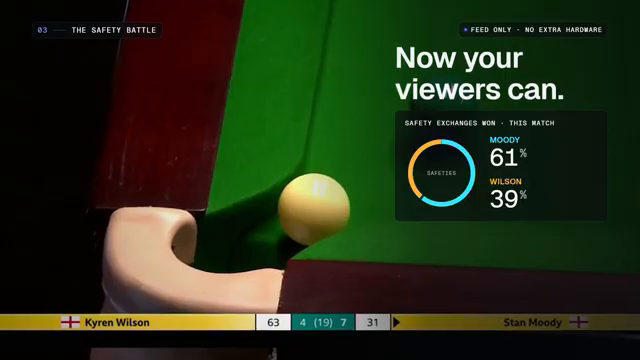 03 — THE SAFETY BATTLE
FEED ONLY · NO EXTRA HARDWARE
Now your
viewers can.
SAFETY EXCHANGES WON · THIS MATCH
SAFETIES
MOODY
61%
WILSON
39%
Kyren Wilson 63 4 (19) 7 31 Stan Moody